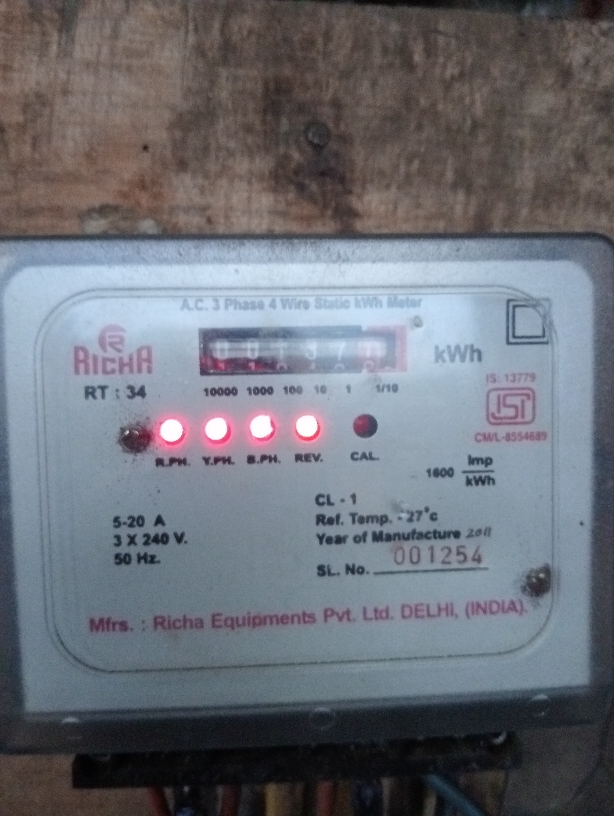 A.C. 3 Phase 4 Wire Static kWh Meter
R
RICHA
kWh
RT : 34
10000 1000 100 10 1 1/10
IS: 13779
ISI
CM/L-8554689
R.PH. Y.PH. B.PH. REV. CAL.
1600 Imp
kWh
CL - 1
5-20 A
Ref. Temp. - 27°c
3 X 240 V.
Year of Manufacture 2011
50 Hz.
SL. No. 001254
Mfrs. : Richa Equipments Pvt. Ltd. DELHI, (INDIA).